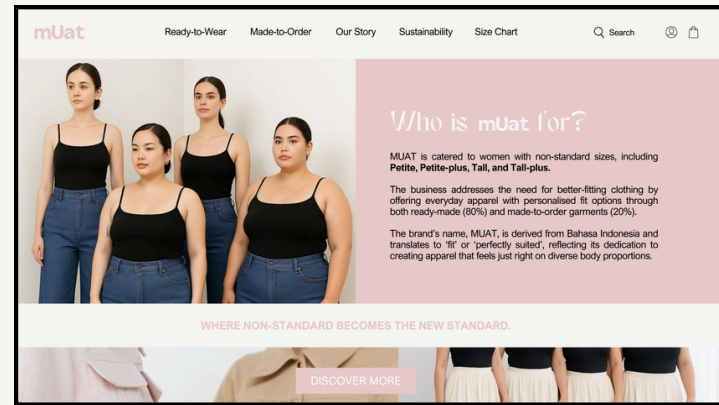 mUat
Ready-to-Wear Made-to-Order Our Story Sustainability Size Chart Search
Who is mUat for?
MUAT is catered to women with non-standard sizes, including
Petite, Petite-plus, Tall, and Tall-plus.
The business addresses the need for better-fitting clothing by
offering everyday apparel with personalised fit options through
both ready-made (80%) and made-to-order garments (20%).
The brand's name, MUAT, is derived from Bahasa Indonesia and
translates to 'fit' or 'perfectly suited', reflecting its dedication to
creating apparel that feels just right on diverse body proportions.
WHERE NON-STANDARD BECOMES THE NEW STANDARD.
DISCOVER MORE